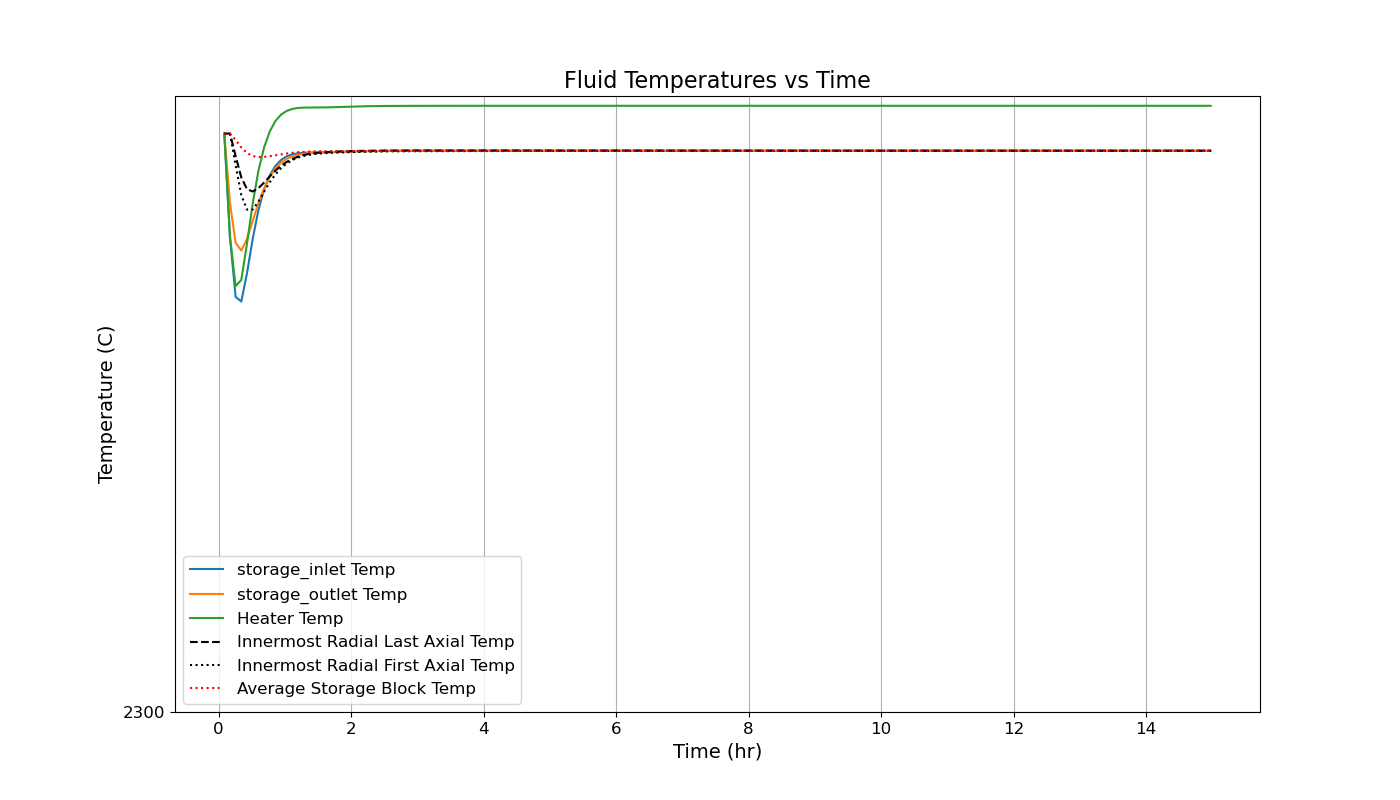 Fluid Temperatures vs Time
Temperature (C)
storage_inlet Temp
storage_outlet Temp
Heater Temp
Innermost Radial Last Axial Temp
Innermost Radial First Axial Temp
Average Storage Block Temp
2300
0 2 4 6 8 10 12 14
Time (hr)